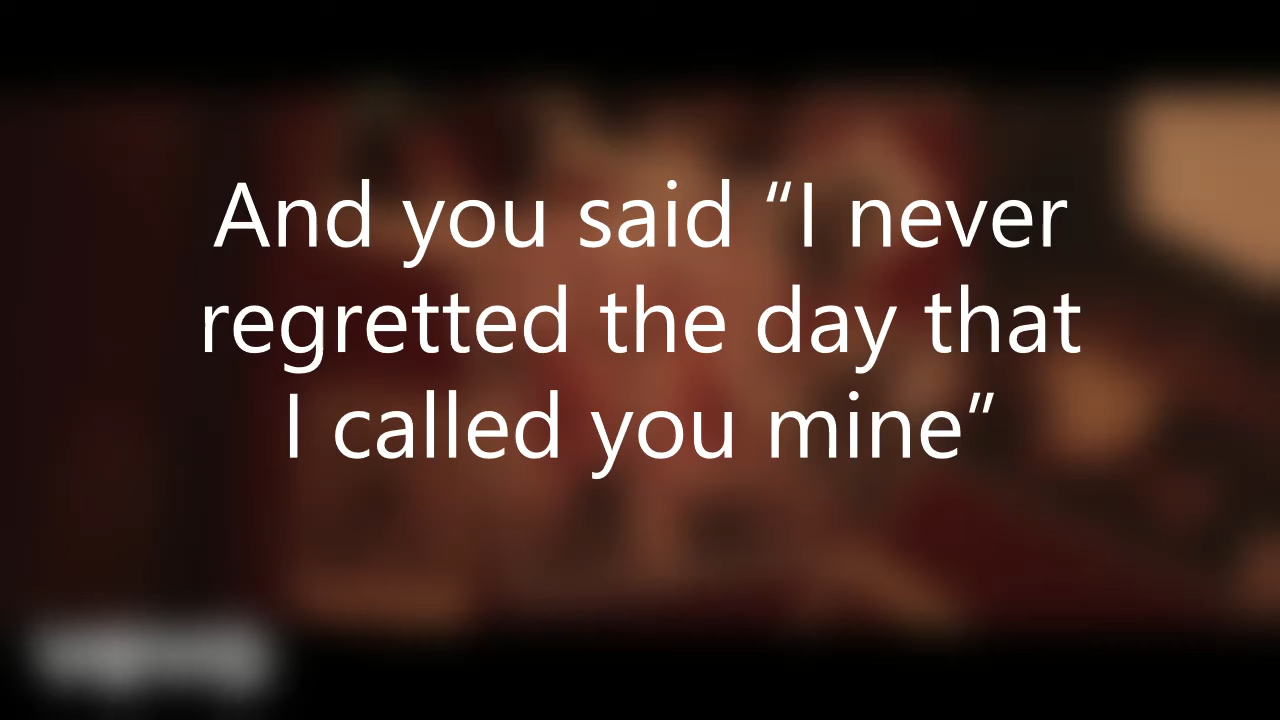 And you said “I never
regretted the day that
I called you mine”